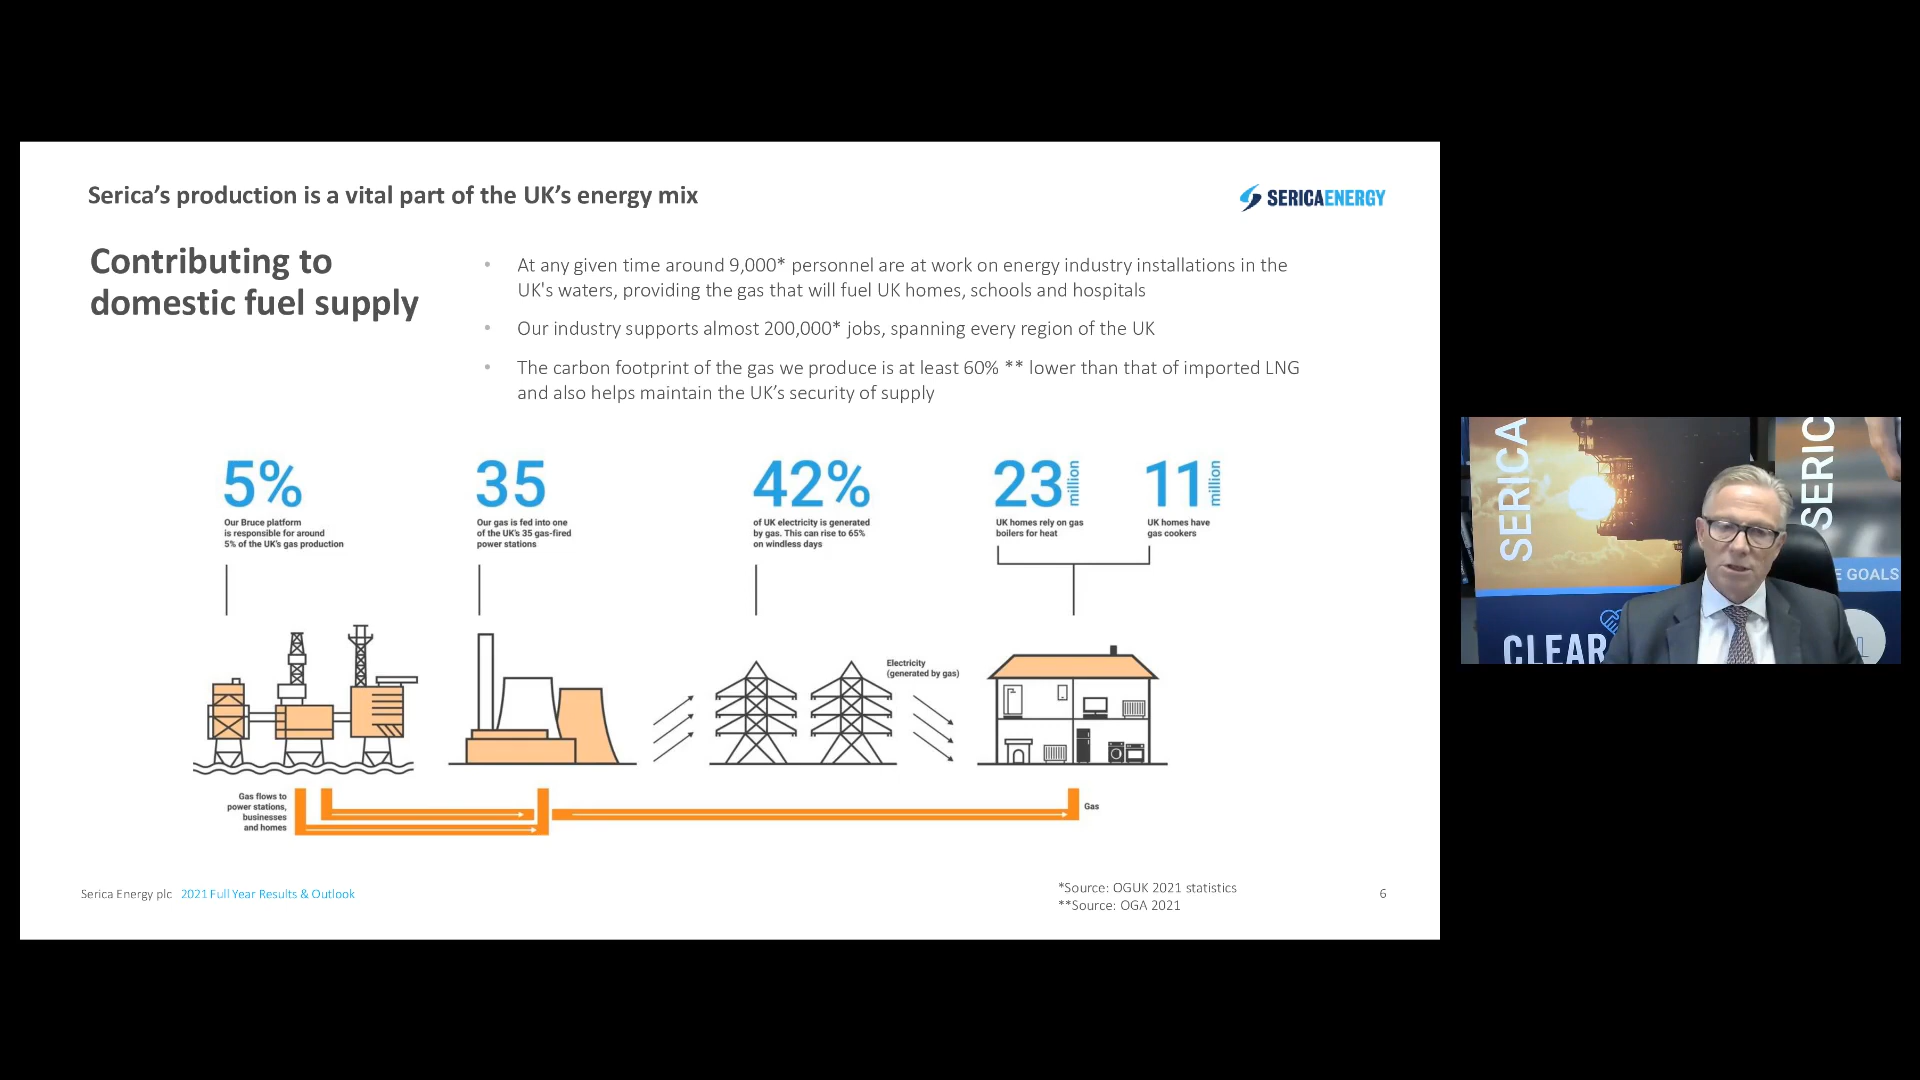 Serica’s production is a vital part of the UK’s energy mix
SERICAENERGY
Contributing to
domestic fuel supply
• At any given time around 9,000* personnel are at work on energy industry installations in the
UK's waters, providing the gas that will fuel UK homes, schools and hospitals
• Our industry supports almost 200,000* jobs, spanning every region of the UK
• The carbon footprint of the gas we produce is at least 60% ** lower than that of imported LNG
and also helps maintain the UK’s security of supply
5%
Our Bruce platform
is responsible for around
5% of the UK's gas production
35
Our gas is fed into one
of the UK's 35 gas-fired
power stations
42%
of UK electricity is generated
by gas. This can rise to 65%
on windless days
23 million
UK homes rely on gas
boilers for heat
11 million
UK homes have
gas cookers
Electricity
(generated by gas)
Gas flows to
power stations,
businesses
and homes
Gas
Serica Energy plc 2021 Full Year Results & Outlook
*Source: OGUK 2021 statistics
**Source: OGA 2021
6
SERICA
SERIC
E GOALS
CLEAR
L